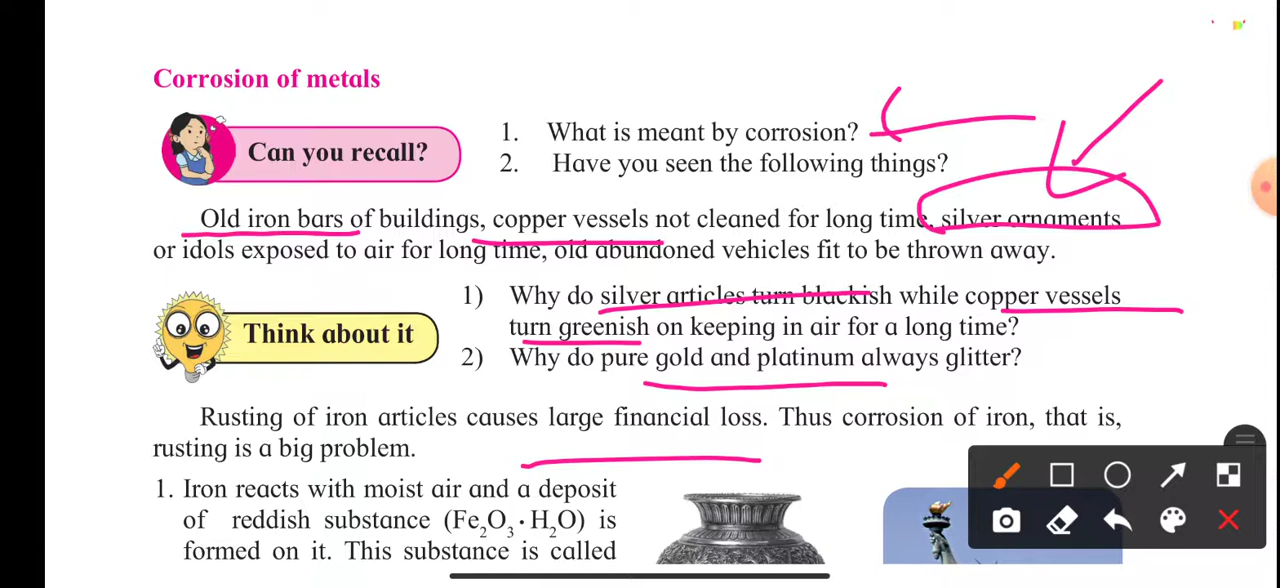 Corrosion of metals
Can you recall?
1. What is meant by corrosion?
2. Have you seen the following things?
Old iron bars of buildings, copper vessels not cleaned for long time, silver ornaments
or idols exposed to air for long time, old abundoned vehicles fit to be thrown away.
Think about it
1) Why do silver articles turn blackish while copper vessels
turn greenish on keeping in air for a long time?
2) Why do pure gold and platinum always glitter?
Rusting of iron articles causes large financial loss. Thus corrosion of iron, that is,
rusting is a big problem.
1. Iron reacts with moist air and a deposit
of reddish substance (Fe₂O₃·H₂O) is
formed on it. This substance is called